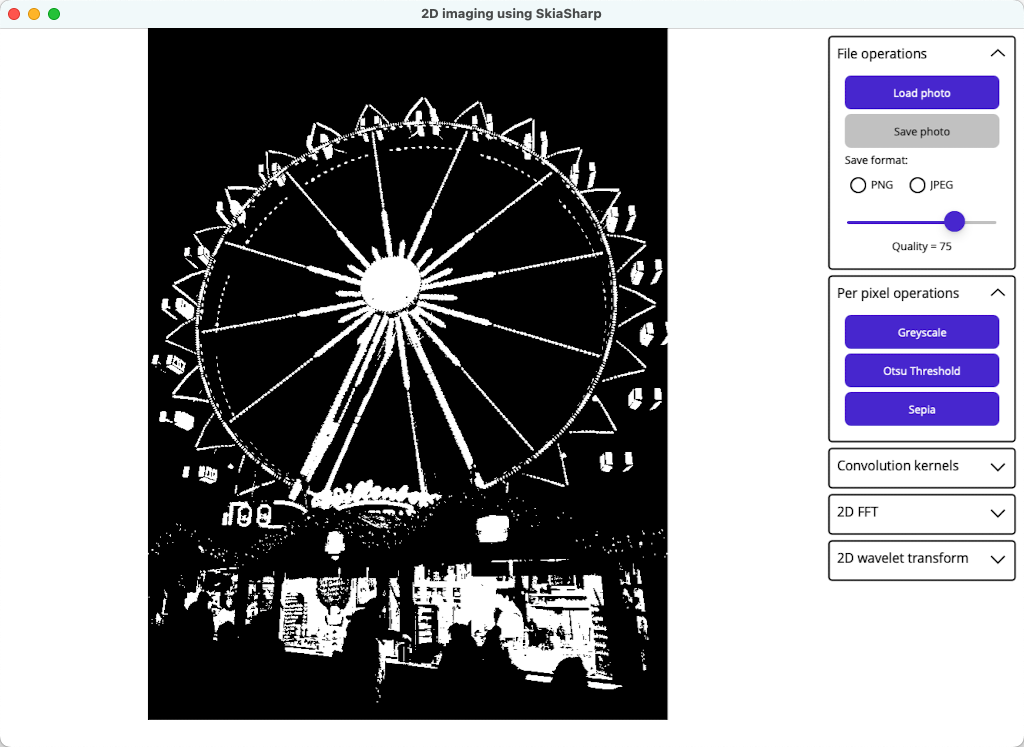 2D imaging using SkiaSharp
File operations
Load photo
Save photo
Save format:
PNG JPEG
Quality = 75
Per pixel operations
Greyscale
Otsu Threshold
Sepia
Convolution kernels
2D FFT
2D wavelet transform